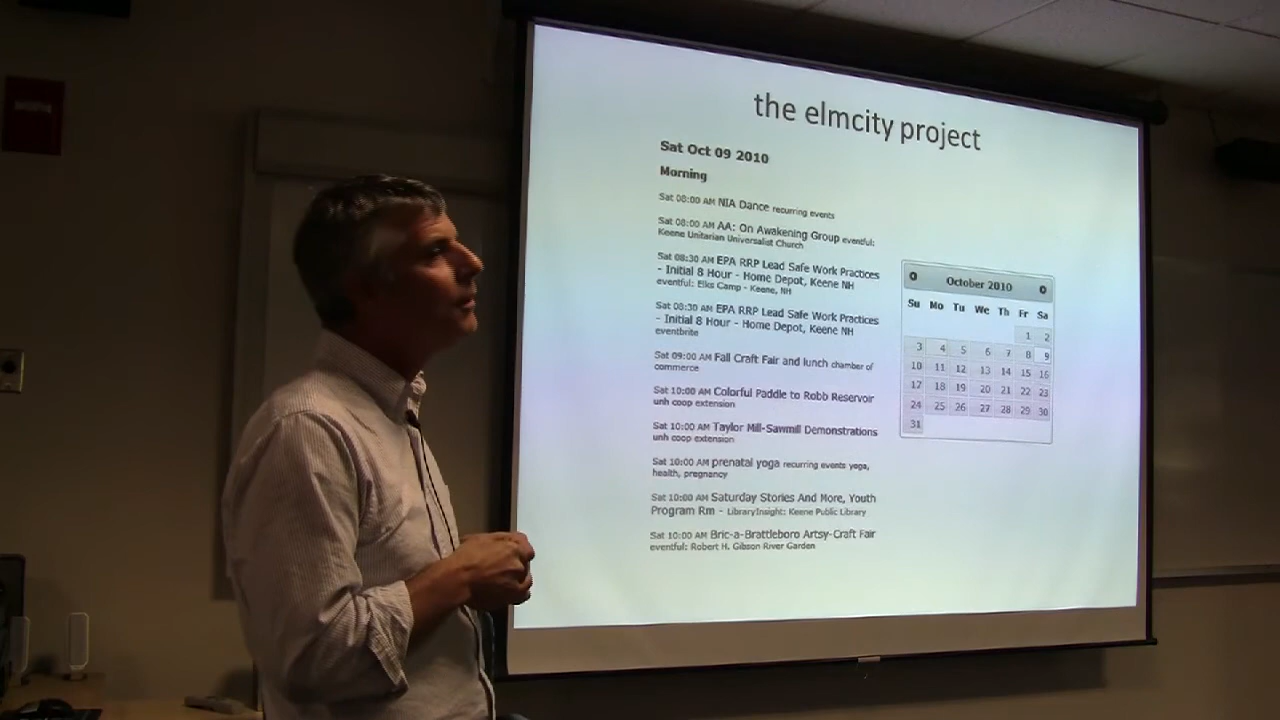 the elmcity project
Sat Oct 09 2010
Morning
Sat 08:00 AM NIA Dance recurring events
Sat 08:00 AM AA: On Awakening Group eventful:
Keene Unitarian Universalist Church
Sat 08:30 AM EPA RRP Lead Safe Work Practices
- Initial 8 Hour - Home Depot, Keene NH
eventful: Elks Camp - Keene, NH
Sat 08:30 AM EPA RRP Lead Safe Work Practices
- Initial 8 Hour - Home Depot, Keene NH
eventbrite
Sat 09:00 AM Fall Craft Fair and lunch chamber of
commerce
Sat 10:00 AM Colorful Paddle to Robb Reservoir
unh coop extension
Sat 10:00 AM Taylor Mill-Sawmill Demonstrations
unh coop extension
Sat 10:00 AM prenatal yoga recurring events yoga,
health, pregnancy
Sat 10:00 AM Saturday Stories And More, Youth
Program Rm - LibraryInsight: Keene Public Library
Sat 10:00 AM Bric-a-Brattleboro Artsy-Craft Fair
eventful: Robert H. Gibson River Garden
October 2010
Su Mo Tu We Th Fr Sa
1 2
3 4 5 6 7 8 9
10 11 12 13 14 15 16
17 18 19 20 21 22 23
24 25 26 27 28 29 30
31